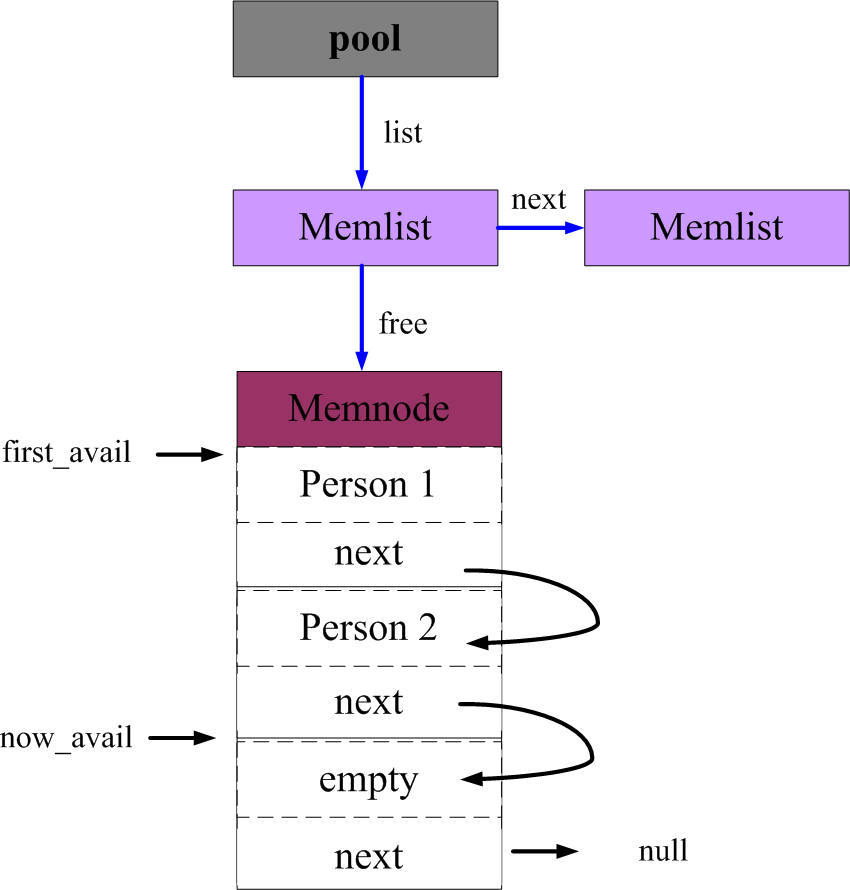 pool
list
Memlist
next
Memlist
free
Memnode
first_avail
Person 1
next
Person 2
next
now_avail
empty
next
null